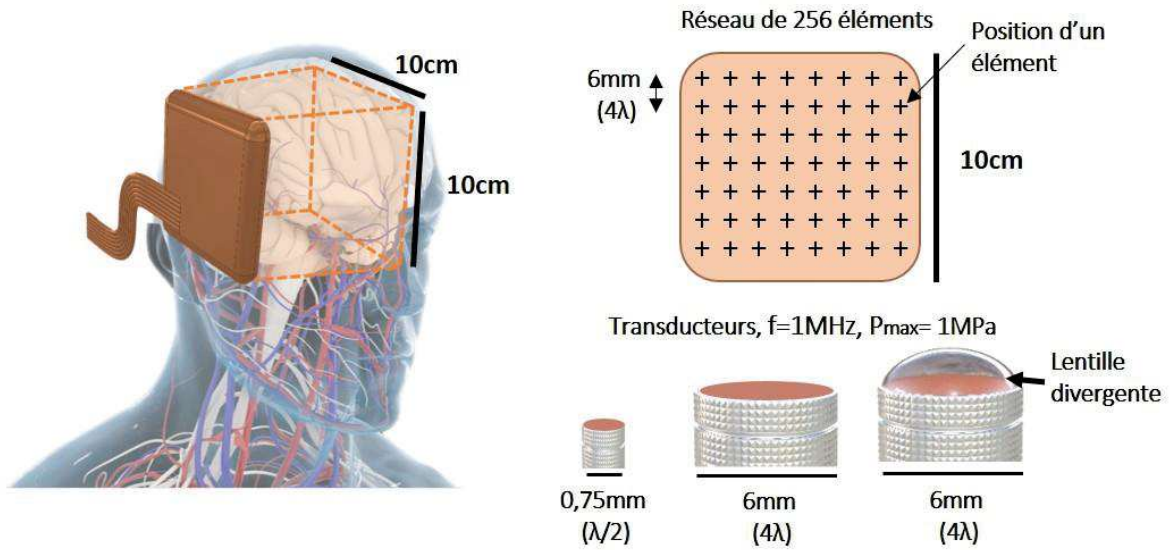 10cm
10cm
Réseau de 256 éléments
Position d'un
élément
6mm
(4λ)
10cm
Transducteurs, f=1MHz, Pmax= 1MPa
Lentille
divergente
0,75mm
(λ/2)
6mm
(4λ)
6mm
(4λ)